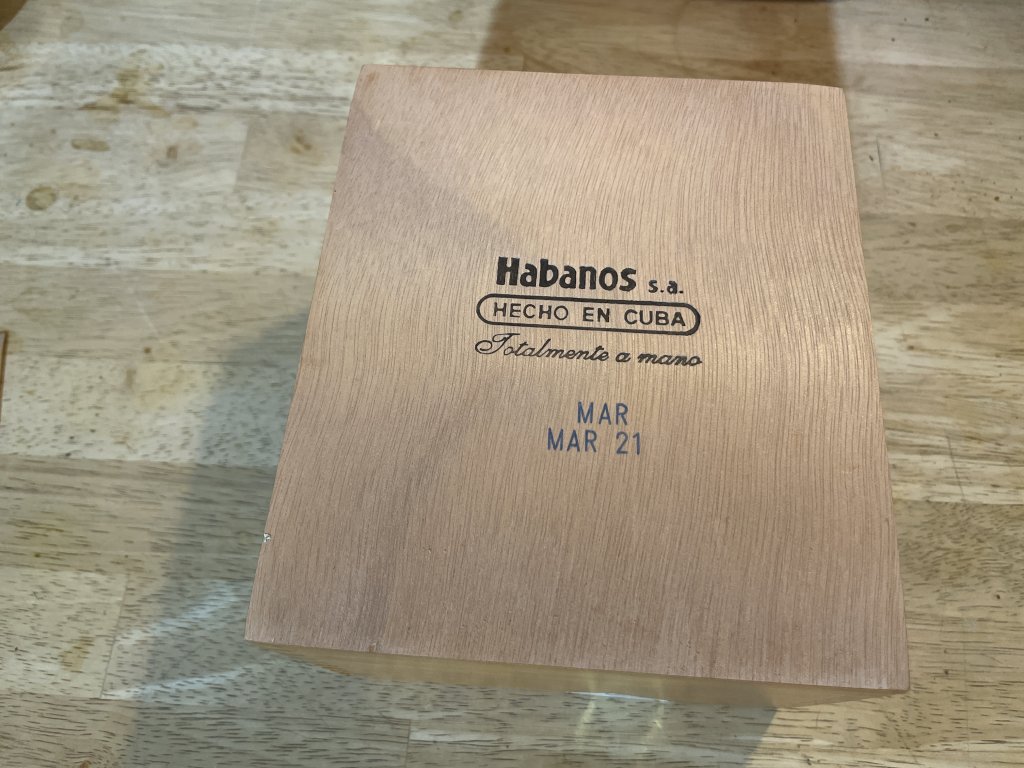 Habanos s.a.
HECHO EN CUBA
Totalmente a mano
MAR
MAR 21